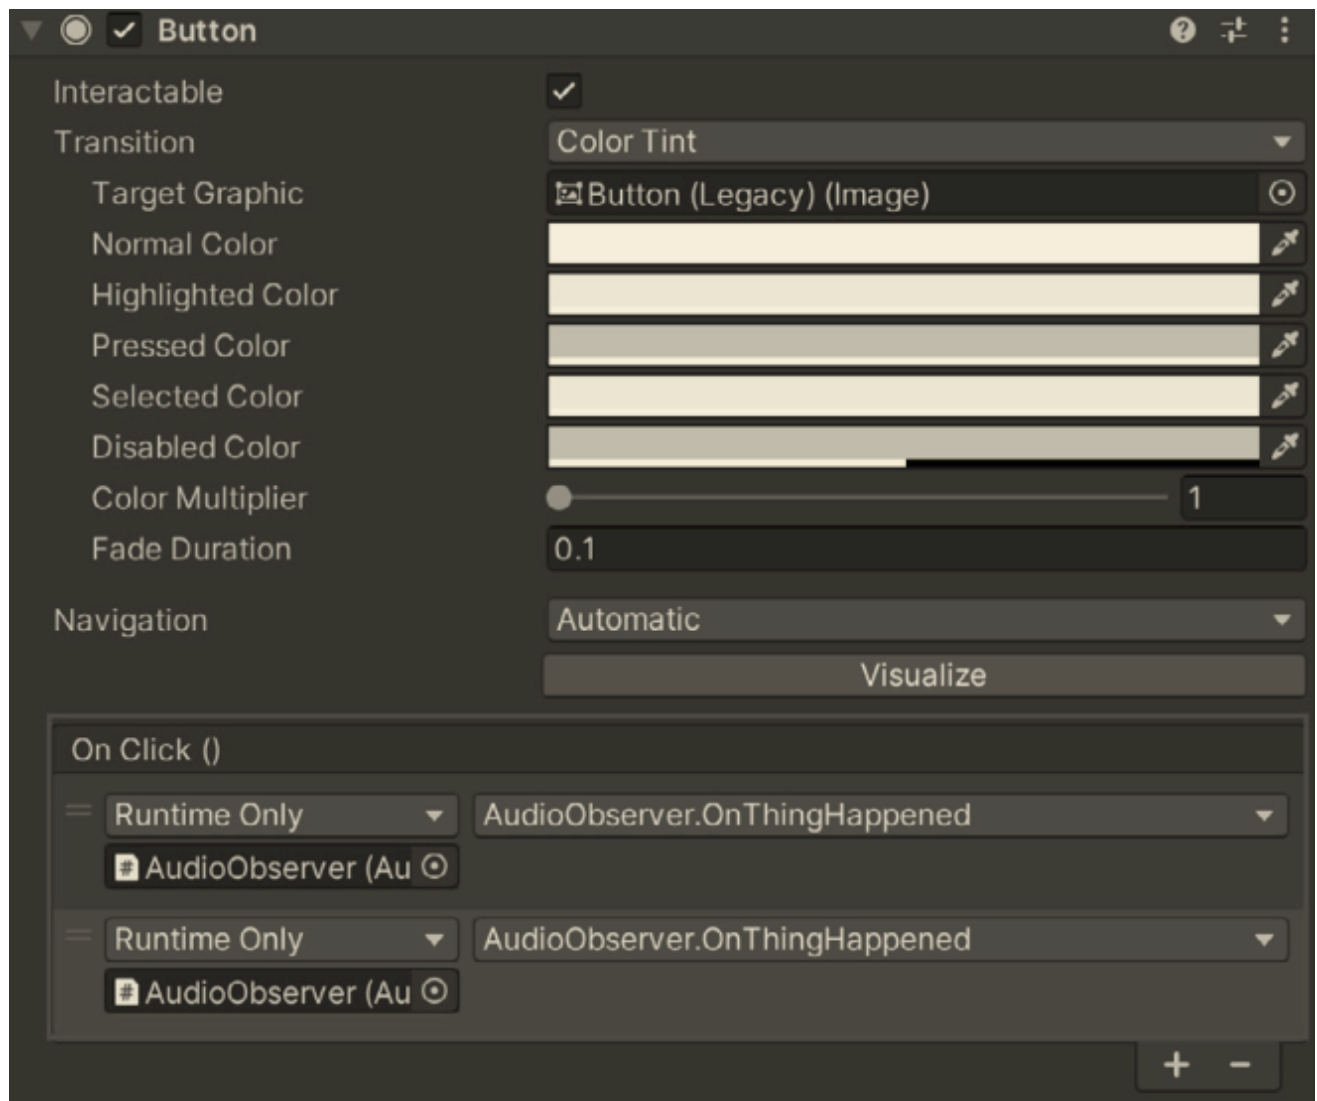 Button
Interactable
Transition Color Tint
Target Graphic Button (Legacy) (Image)
Normal Color
Highlighted Color
Pressed Color
Selected Color
Disabled Color
Color Multiplier 1
Fade Duration 0.1
Navigation Automatic
Visualize
On Click ()
Runtime Only AudioObserver.OnThingHappened
# AudioObserver (Au
Runtime Only AudioObserver.OnThingHappened
# AudioObserver (Au